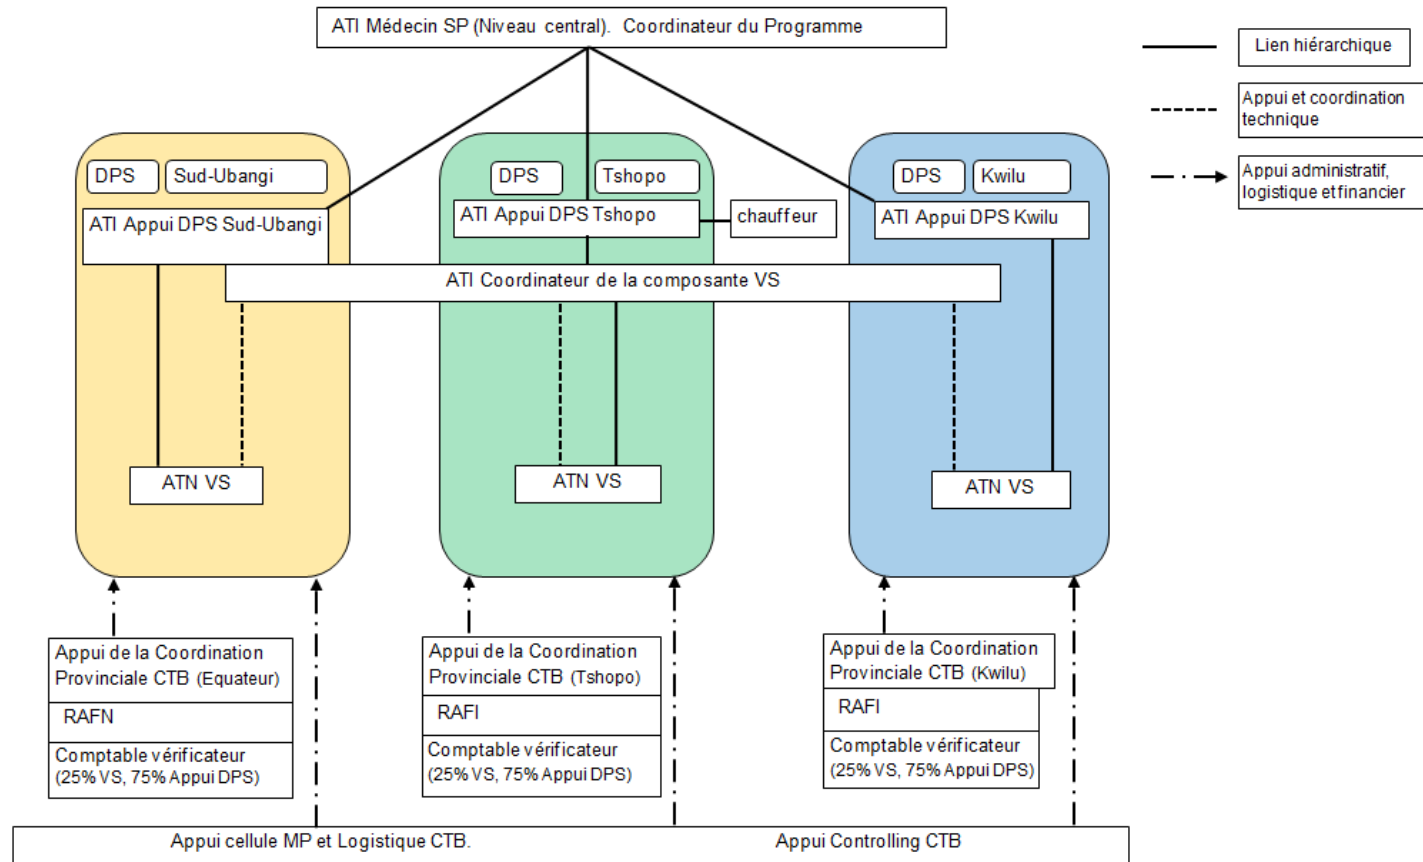 ATI Médecin SP (Niveau central).  Coordinateur du Programme
Lien hiérarchique
Appui et coordination
technique
Appui administratif,
logistique et financier
DPS
Sud-Ubangi
DPS
Tshopo
DPS
Kwilu
ATI Appui DPS Sud-Ubangi
ATI Appui DPS Tshopo
chauffeur
ATI Appui DPS Kwilu
ATI Coordinateur de la composante VS
ATN VS
ATN VS
ATN VS
Appui de la Coordination
Provinciale CTB (Equateur)
RAFN
Comptable vérificateur
(25% VS, 75% Appui DPS)
Appui de la Coordination
Provinciale CTB (Tshopo)
RAFI
Comptable vérificateur
(25% VS, 75% Appui DPS)
Appui de la Coordination
Provinciale CTB (Kwilu)
RAFI
Comptable vérificateur
(25% VS, 75% Appui DPS)
Appui cellule MP et Logistique CTB.
Appui Controlling CTB